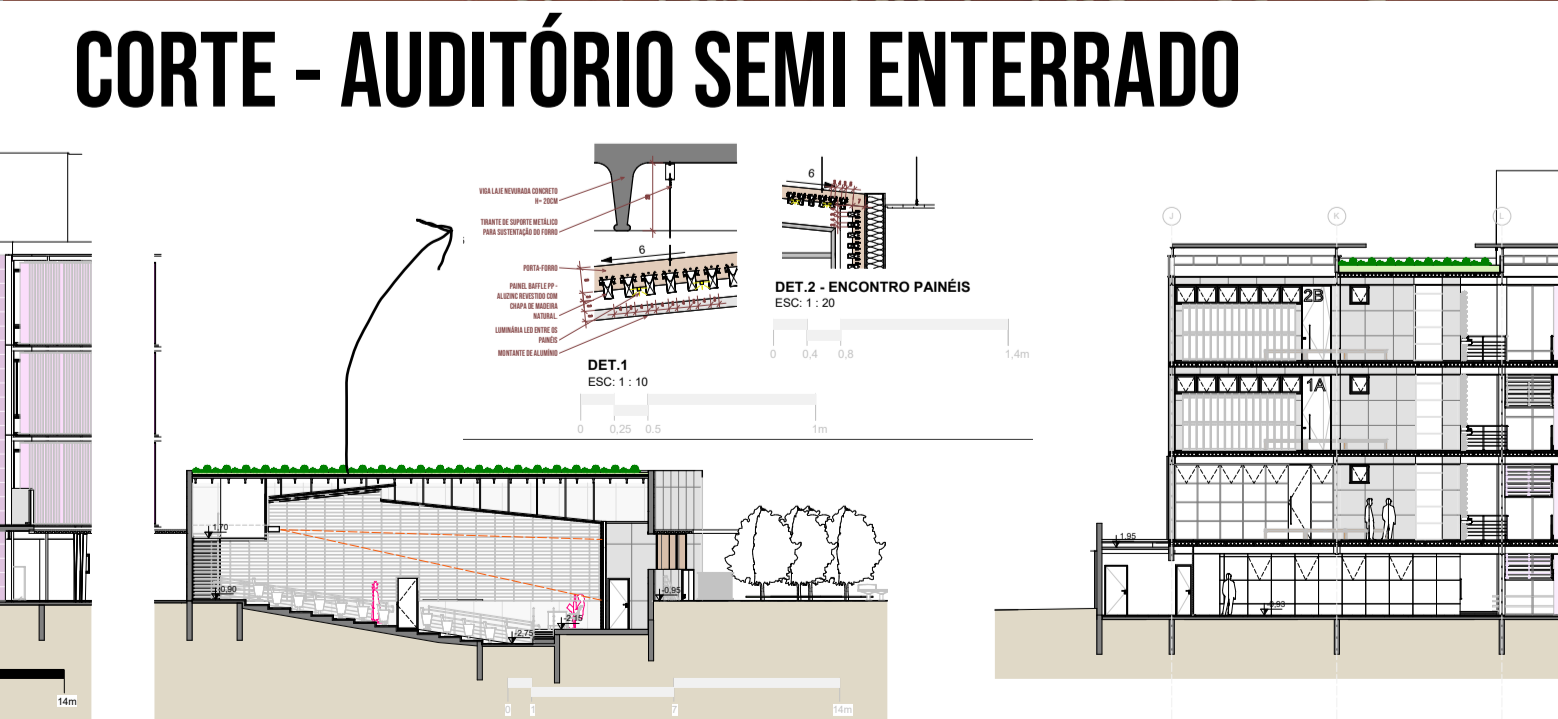 CORTE - AUDITÓRIO SEMI ENTERRADO
VIGA LAJE NEVURADA CONCRETO
H= 20CM
TIRANTE DE SUPORTE METÁLICO
PARA SUSTENTAÇÃO DO FORRO
PORTA-FORRO
PAINEL BAFFLE PP -
ALUZINC REVESTIDO COM
CHAPA DE MADEIRA
NATURAL.
LUMINÁRIA LED ENTRE OS
PAINÉIS
MONTANTE DE ALUMÍNIO
6
DET.1
ESC: 1 : 10
0 0,25 0.5 1m
6
DET.2 - ENCONTRO PAINÉIS
ESC: 1 : 20
0 0,4 0,8 1,4m
14m
1,70
-0,95
-2,75
0 1 7 14m
J K L
2B
1A
1,95